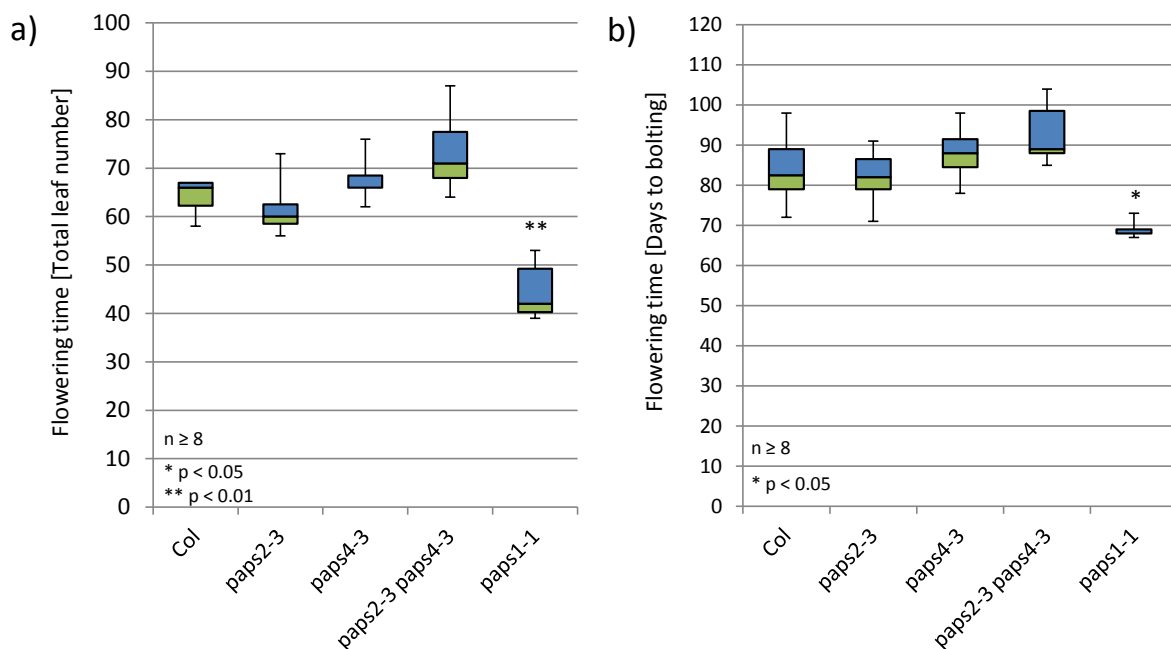 a)
Flowering time [Total leaf number]
100
90
80
70
60
50
40
30
20
10
0
**
n ≥ 8
* p < 0.05
** p < 0.01
Col
paps2-3
paps4-3
paps2-3 paps4-3
paps1-1
b)
Flowering time [Days to bolting]
120
110
100
90
80
70
60
50
40
30
20
10
0
*
n ≥ 8
* p < 0.05
Col
paps2-3
paps4-3
paps2-3 paps4-3
paps1-1